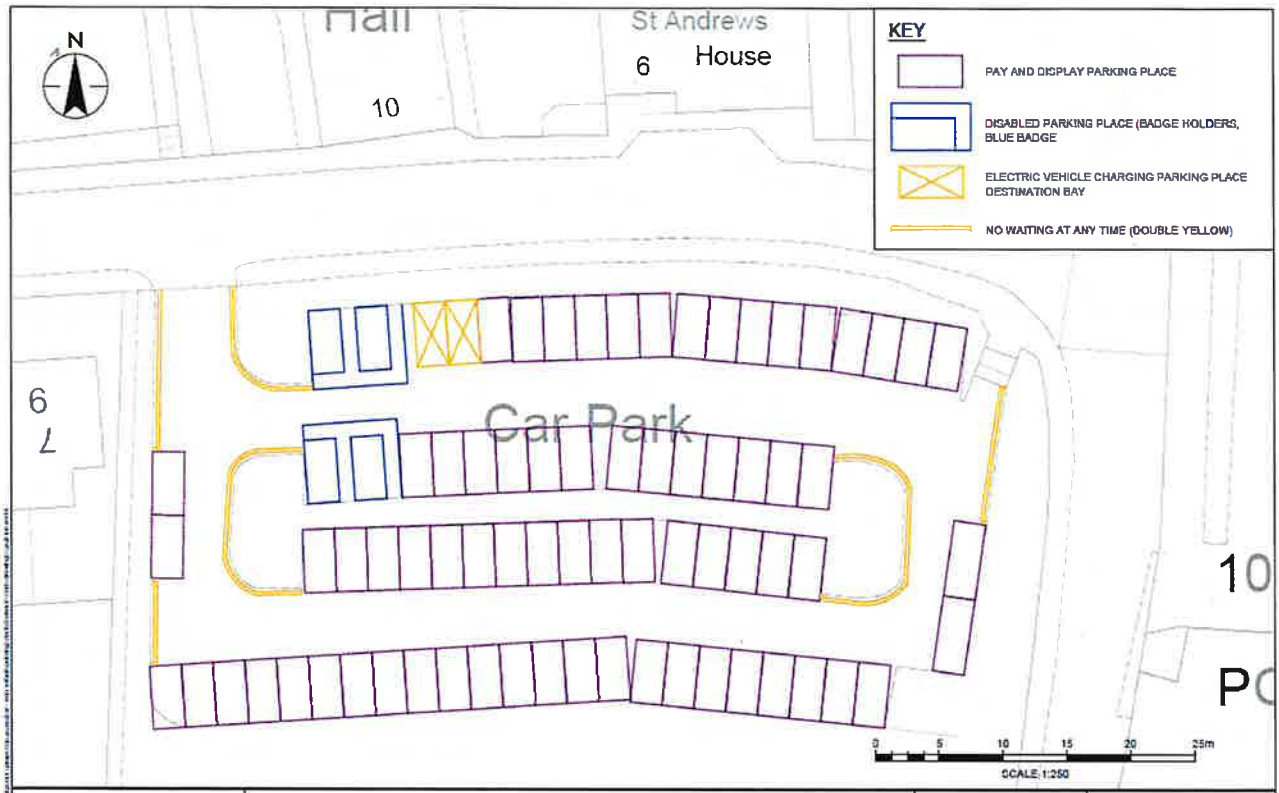 N
Hall
St Andrews
House
6
10
KEY
PAY AND DISPLAY PARKING PLACE
DISABLED PARKING PLACE (BADGE HOLDERS,
BLUE BADGE
ELECTRIC VEHICLE CHARGING PARKING PLACE
DESTINATION BAY
NO WAITING AT ANY TIME (DOUBLE YELLOW)
Car Park
10
0 5 10 15 20 25m
SCALE 1:250